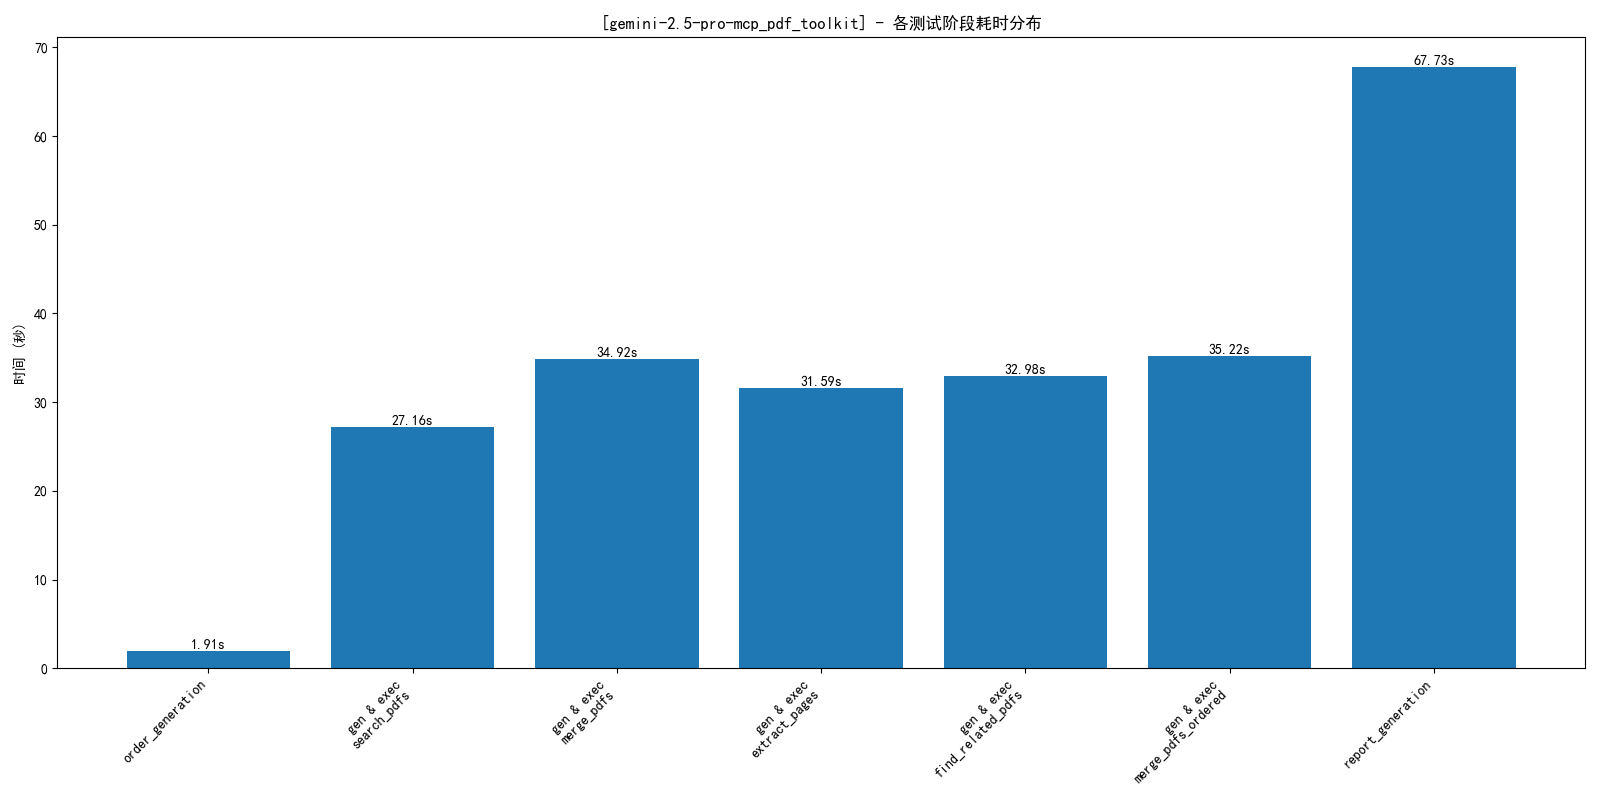 [gemini-2.5-pro-mcp_pdf_toolkit] - 各测试阶段耗时分布
时间 (秒)
70
60
50
40
30
20
10
0
1.91s
27.16s
34.92s
31.59s
32.98s
35.22s
67.73s
order_generation
gen & exec
search_pdfs
gen & exec
merge_pdfs
gen & exec
extract_pages
gen & exec
find_related_pdfs
gen & exec
merge_pdfs_ordered
report_generation